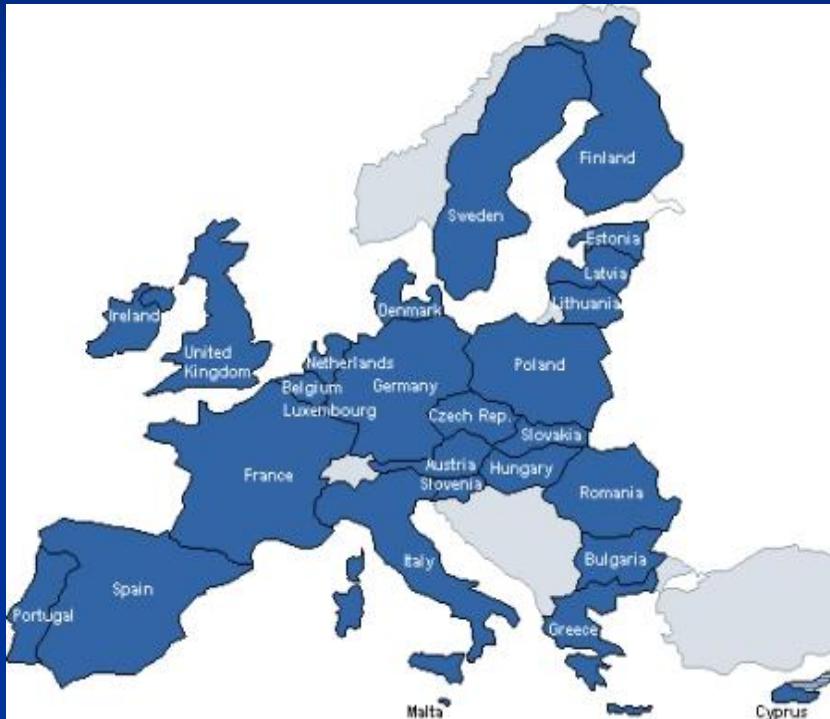 Finland
Sweden
Estonia
Latvia
Lithuania
Denmark
Ireland
United
Kingdom
Netherlands
Poland
Belgium
Germany
Luxembourg
Czech Rep.
Slovakia
Austria
Hungary
France
Slovenia
Romania
Italy
Bulgaria
Spain
Portugal
Greece
Malta
Cyprus